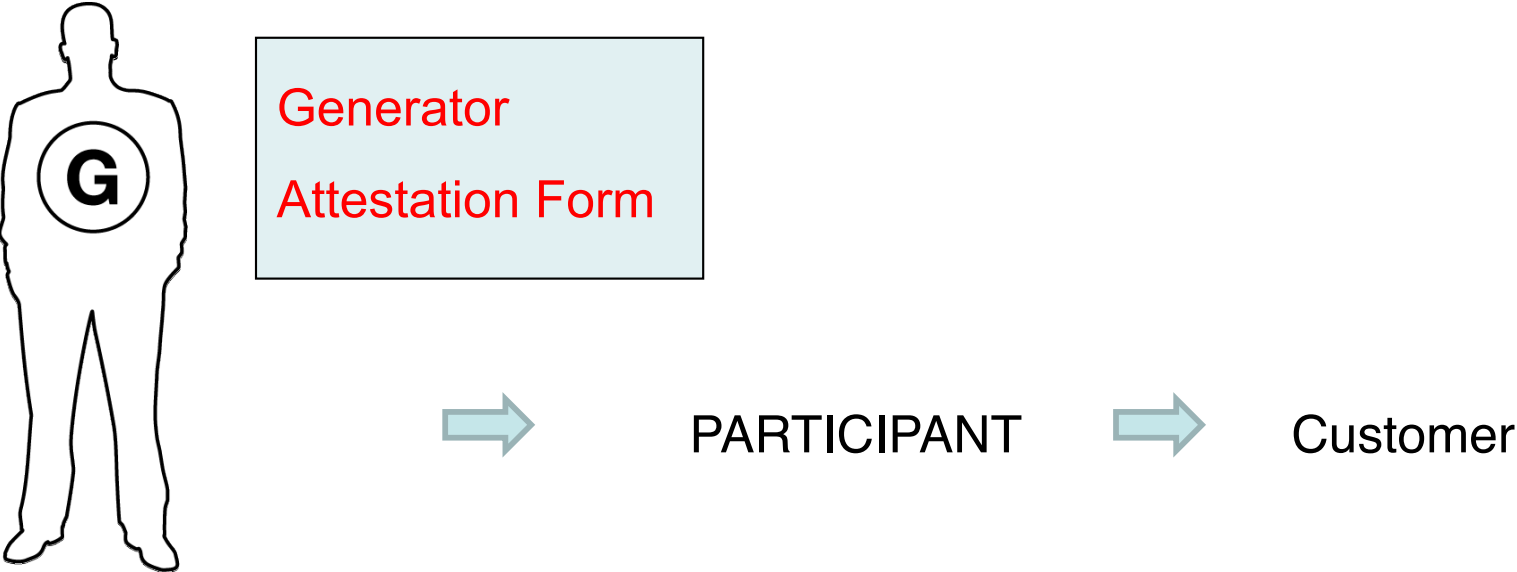 G
Generator
Attestation Form
PARTICIPANT
Customer